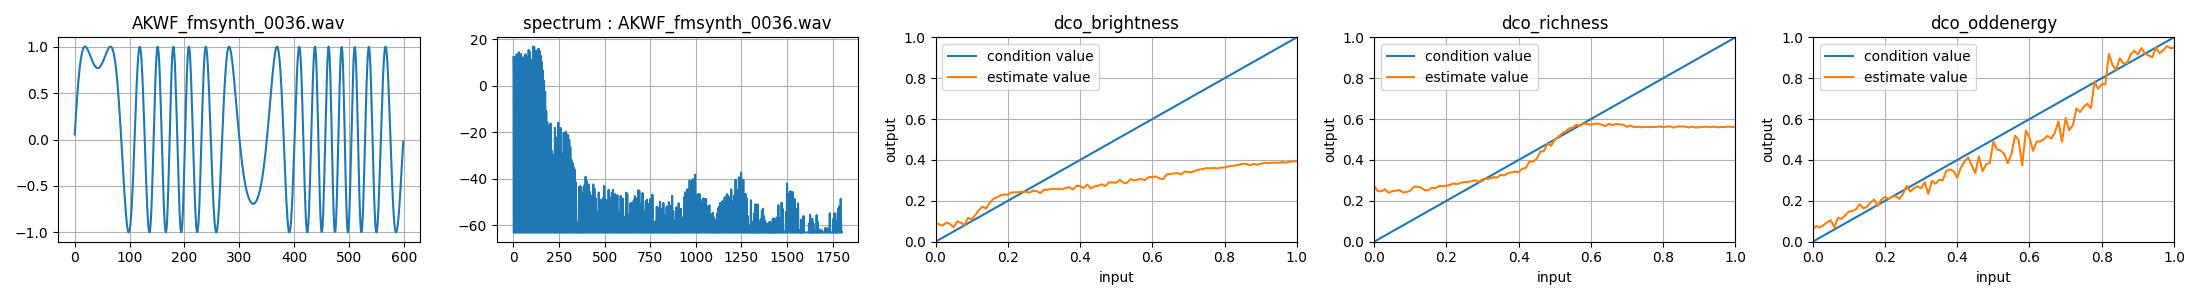 AKWF_fmsynth_0036.wav
1.0
0.5
0.0
−0.5
−1.0
0 100 200 300 400 500 600
spectrum : AKWF_fmsynth_0036.wav
20
0
−20
−40
−60
0 250 500 750 1000 1250 1500 1750
dco_brightness
condition value
estimate value
output
1.0
0.8
0.6
0.4
0.2
0.0
0.0 0.2 0.4 0.6 0.8 1.0
input
dco_richness
condition value
estimate value
output
1.0
0.8
0.6
0.4
0.2
0.0
0.0 0.2 0.4 0.6 0.8 1.0
input
dco_oddenergy
condition value
estimate value
output
1.0
0.8
0.6
0.4
0.2
0.0
0.0 0.2 0.4 0.6 0.8 1.0
input